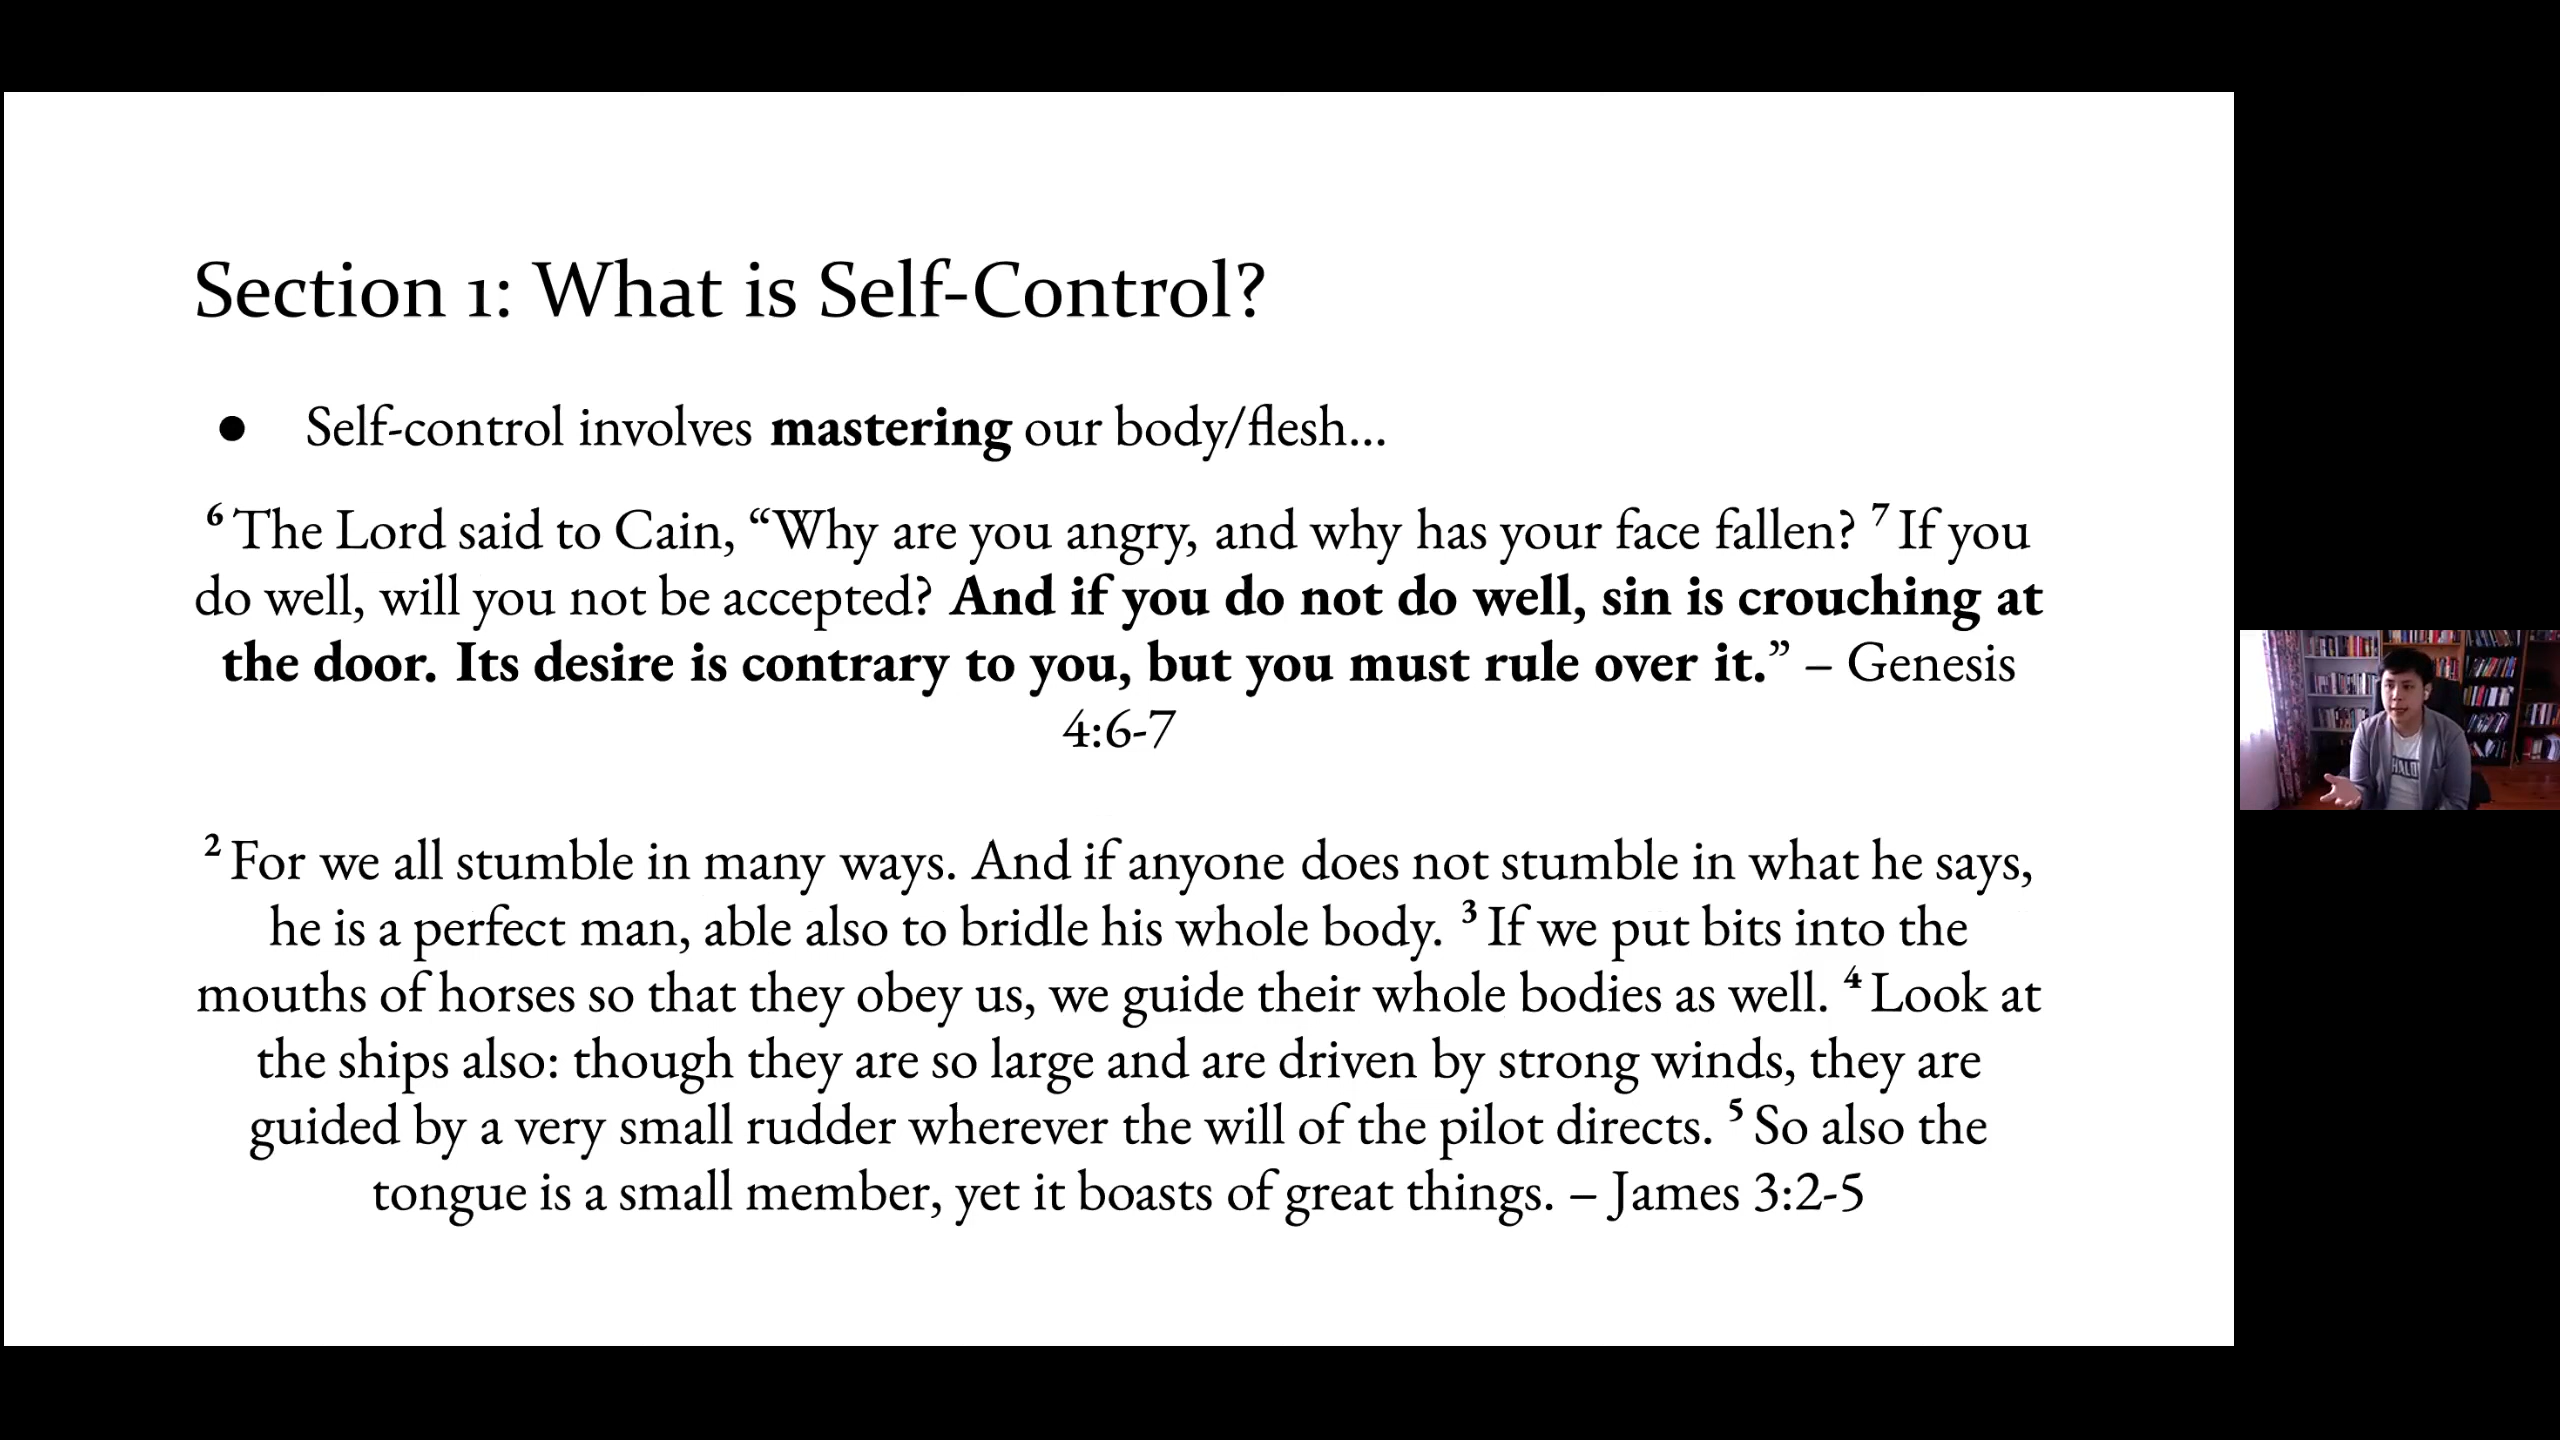 Section 1: What is Self-Control?
● Self-control involves mastering our body/flesh...
⁶ The Lord said to Cain, “Why are you angry, and why has your face fallen? ⁷ If you
do well, will you not be accepted? And if you do not do well, sin is crouching at
the door. Its desire is contrary to you, but you must rule over it.” – Genesis
4:6-7
² For we all stumble in many ways. And if anyone does not stumble in what he says,
he is a perfect man, able also to bridle his whole body. ³ If we put bits into the
mouths of horses so that they obey us, we guide their whole bodies as well. ⁴ Look at
the ships also: though they are so large and are driven by strong winds, they are
guided by a very small rudder wherever the will of the pilot directs. ⁵ So also the
tongue is a small member, yet it boasts of great things. – James 3:2-5